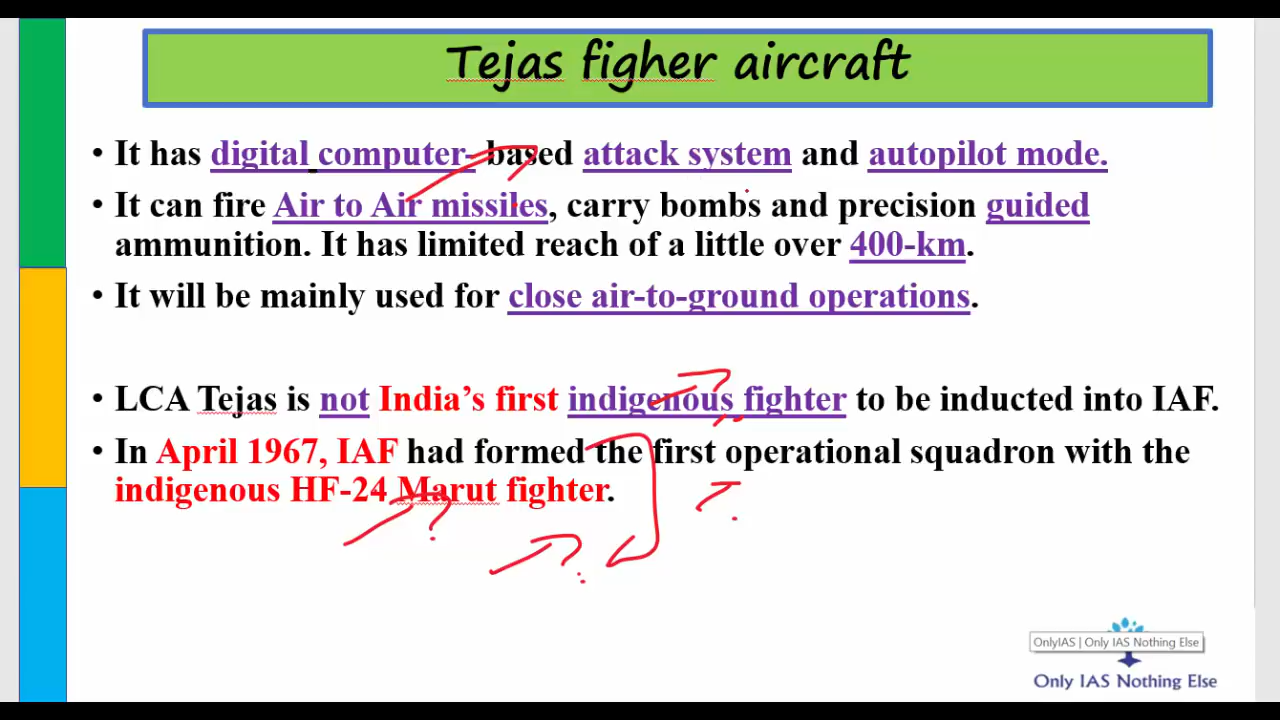 Tejas figher aircraft
• It has digital computer- based attack system and autopilot mode.
• It can fire Air to Air missiles, carry bombs and precision guided
ammunition. It has limited reach of a little over 400-km.
• It will be mainly used for close air-to-ground operations.
• LCA Tejas is not India's first indigenous fighter to be inducted into IAF.
• In April 1967, IAF had formed the first operational squadron with the
indigenous HF-24 Marut fighter.
OnlyIAS | Only IAS Nothing Else
Only IAS Nothing Else